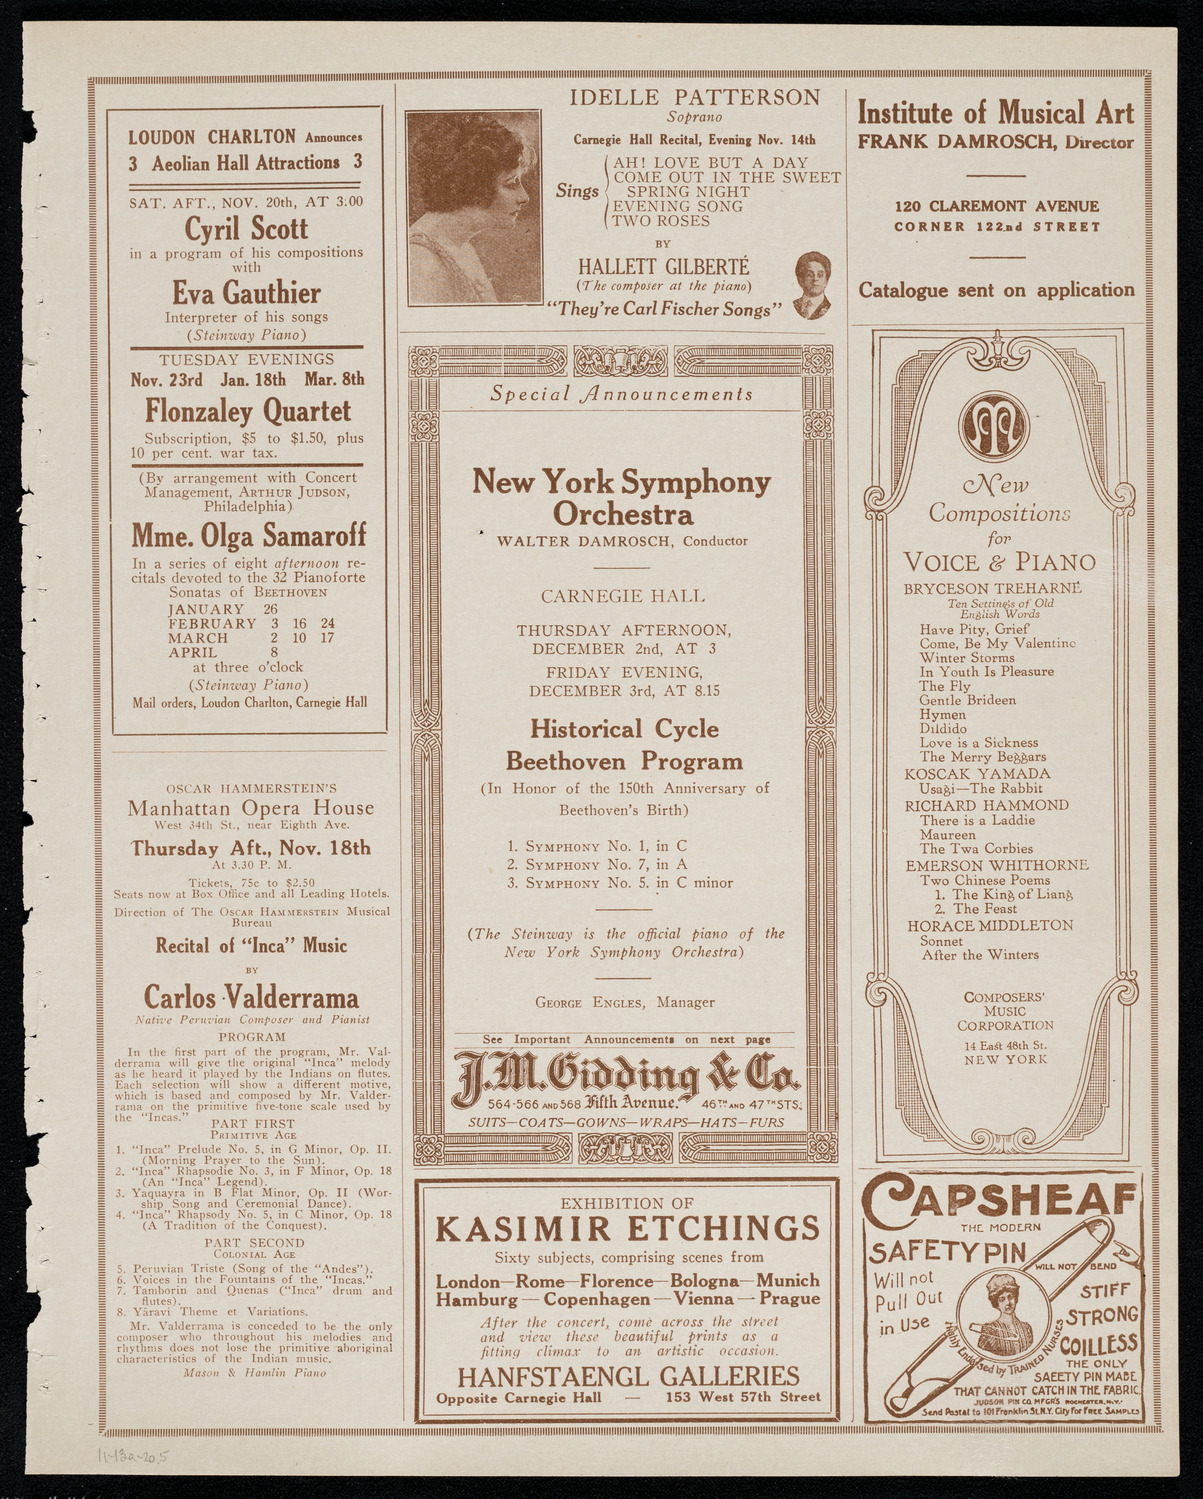 LOUDON CHARLTON Announces
3 Aeolian Hall Attractions 3
SAT. AFT., NOV. 20th, AT 3:00
Cyril Scott
in a program of his compositions
with
Eva Gauthier
Interpreter of his songs
(Steinway Piano)
TUESDAY EVENINGS
Nov. 23rd Jan. 18th Mar. 8th
Flonzaley Quartet
Subscription, $5 to $1.50, plus
10 per cent. war tax.
(By arrangement with Concert
Management, ARTHUR JUDSON,
Philadelphia)
Mme. Olga Samaroff
In a series of eight afternoon re-
citals devoted to the 32 Pianoforte
Sonatas of BEETHOVEN
JANUARY 26
FEBRUARY 3 16 24
MARCH 2 10 17
APRIL 8
at three o'clock
(Steinway Piano)
Mail orders, Loudon Charlton, Carnegie Hall
OSCAR HAMMERSTEIN'S
Manhattan Opera House
West 34th St., near Eighth Ave.
Thursday Aft., Nov. 18th
At 3.30 P. M.
Tickets, 75c to $2.50
Seats now at Box Office and all Leading Hotels.
Direction of The OSCAR HAMMERSTEIN Musical
Bureau
Recital of "Inca" Music
BY
Carlos Valderrama
Native Peruvian Composer and Pianist
PROGRAM
In the first part of the program, Mr. Val-
derrama will give the original "Inca" melody
as he heard it played by the Indians on flutes.
Each selection will show a different motive,
which is based and composed by Mr. Valder-
rama on the primitive five-tone scale used by
the "Incas."
PART FIRST
PRIMITIVE AGE
1. "Inca" Prelude No. 5, in G Minor, Op. II.
(Morning Prayer to the Sun).
2. "Inca" Rhapsodie No. 3, in F Minor, Op. 18
(An "Inca" Legend).
3. Yaquayra in B Flat Minor, Op. II (Wor-
ship Song and Ceremonial Dance).
4. "Inca" Rhapsody No. 5, in C Minor, Op. 18
(A Tradition of the Conquest).
PART SECOND
COLONIAL AGE
5. Peruvian Triste (Song of the "Andes").
6. Voices in the Fountains of the "Incas."
7. Tamborin and Quenas ("Inca" drum and
flutes).
8. Yaravi Theme et Variations.
Mr. Valderrama is conceded to be the only
composer who throughout his melodies and
rhythms does not lose the primitive aboriginal
characteristics of the Indian music.
Mason & Hamlin Piano
IDELLE PATTERSON
Soprano
Carnegie Hall Recital, Evening Nov. 14th
Sings
AH! LOVE BUT A DAY
COME OUT IN THE SWEET
SPRING NIGHT
EVENING SONG
TWO ROSES
BY
HALLETT GILBERTÉ
(The composer at the piano)
"They're Carl Fischer Songs"
Special Announcements
New York Symphony
Orchestra
WALTER DAMROSCH, Conductor
CARNEGIE HALL
THURSDAY AFTERNOON,
DECEMBER 2nd, AT 3
FRIDAY EVENING,
DECEMBER 3rd, AT 8.15
Historical Cycle
Beethoven Program
(In Honor of the 150th Anniversary of
Beethoven's Birth)
1. SYMPHONY No. 1, in C
2. SYMPHONY No. 7, in A
3. SYMPHONY No. 5. in C minor
(The Steinway is the official piano of the
New York Symphony Orchestra)
GEORGE ENGLES, Manager
See Important Announcements on next page
J.M. Gidding & Co.
564-566 AND 568 Fifth Avenue. 46TH AND 47TH STS.
SUITS—COATS—GOWNS—WRAPS—HATS—FURS
EXHIBITION OF
KASIMIR ETCHINGS
Sixty subjects, comprising scenes from
London—Rome—Florence—Bologna—Munich
Hamburg — Copenhagen — Vienna — Prague
After the concert, come across the street
and view these beautiful prints as a
fitting climax to an artistic occasion.
HANFSTAENGL GALLERIES
Opposite Carnegie Hall — 153 West 57th Street
Institute of Musical Art
FRANK DAMROSCH, Director
120 CLAREMONT AVENUE
CORNER 122nd STREET
Catalogue sent on application
New
Compositions
for
VOICE & PIANO
BRYCESON TREHARNE
Ten Settings of Old
English Words
Have Pity, Grief
Come, Be My Valentine
Winter Storms
In Youth Is Pleasure
The Fly
Gentle Brideen
Hymen
Dildido
Love is a Sickness
The Merry Beggars
KOSCAK YAMADA
Usagi—The Rabbit
RICHARD HAMMOND
There is a Laddie
Maureen
The Twa Corbies
EMERSON WHITHORNE
Two Chinese Poems
1. The King of Liang
2. The Feast
HORACE MIDDLETON
Sonnet
After the Winters
COMPOSERS'
MUSIC
CORPORATION
14 East 48th St.
NEW YORK
CAPSHEAF
THE MODERN
SAFETY PIN
WILL NOT BEND
Will not
Pull Out
in Use
STIFF
STRONG
COILLESS
Highly Endorsed by TRAINED NURSES
THE ONLY
SAFETY PIN MADE
THAT CANNOT CATCH IN THE FABRIC.
JUDSON PIN CO. MFGRS ROCHESTER, N.Y.
Send Postal to 101 Franklin St. N.Y. City for FREE SAMPLES
11-13a-20.5